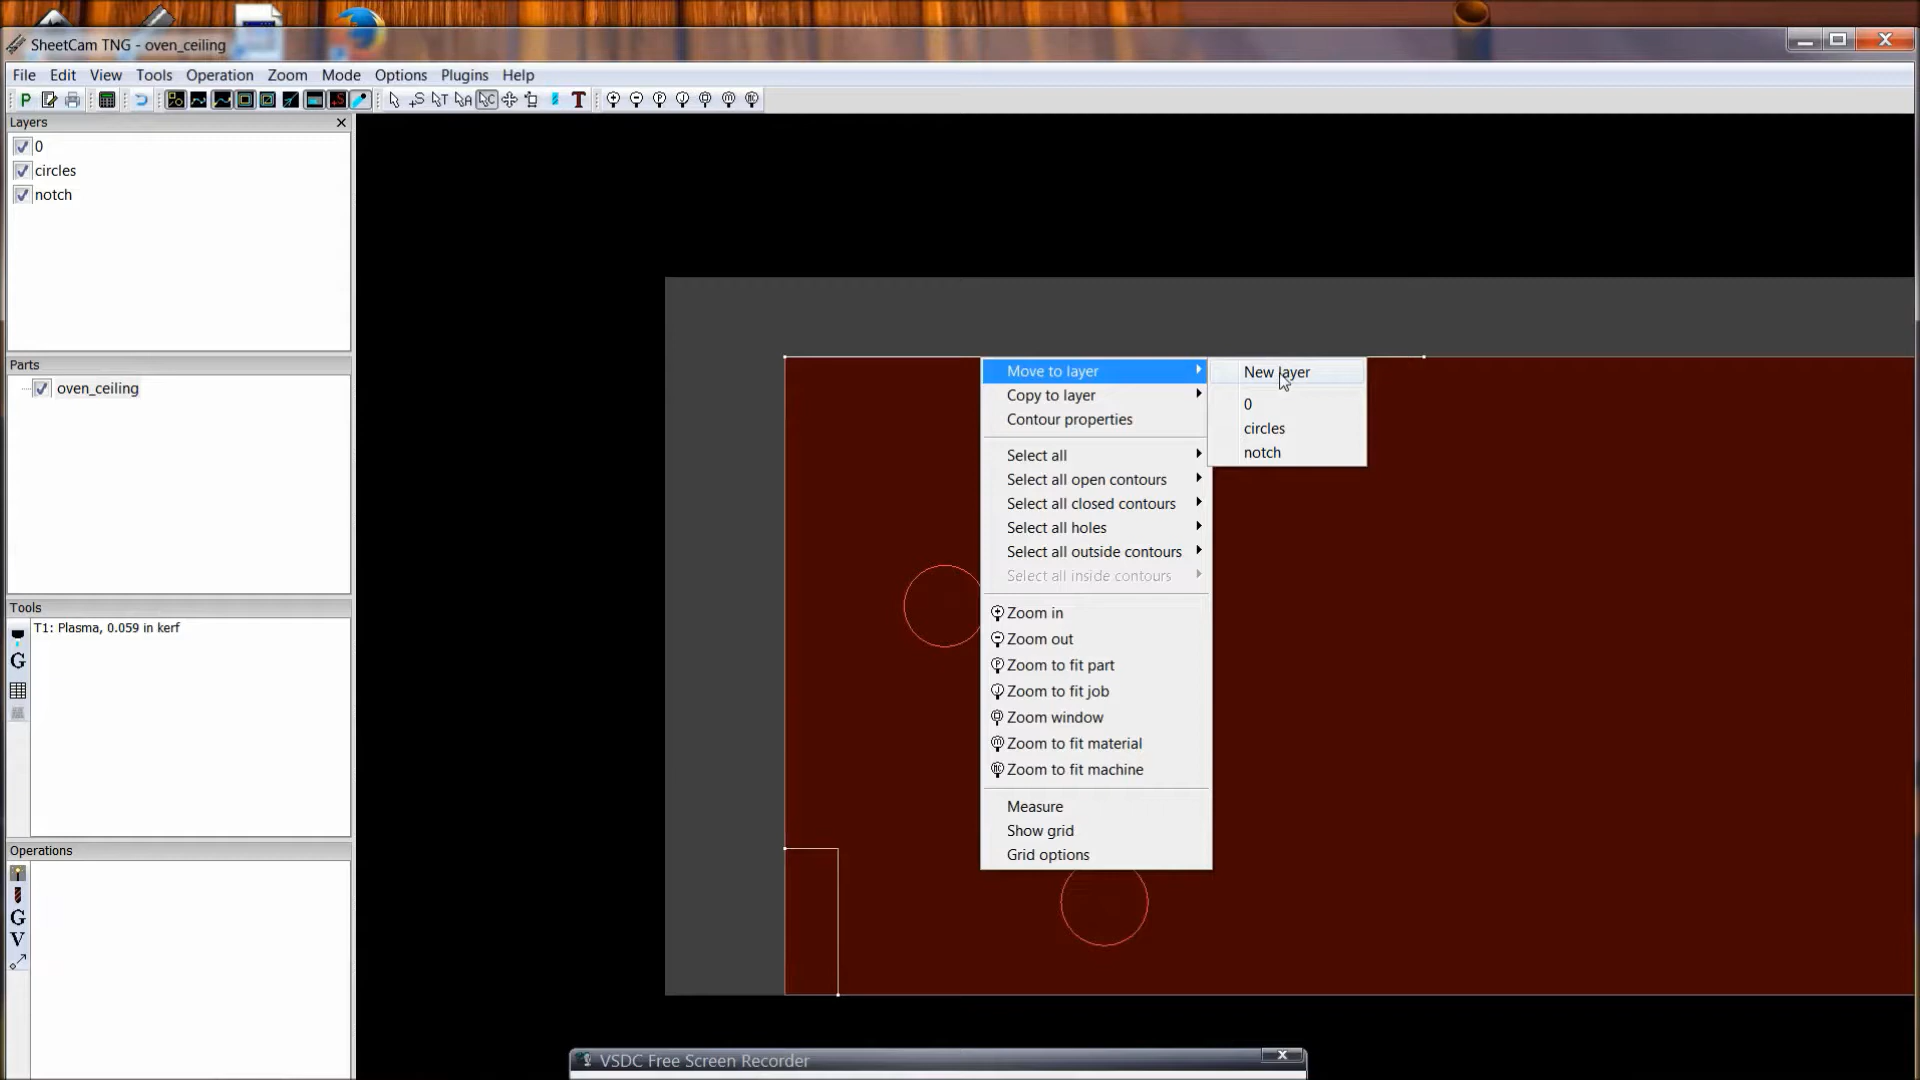 SheetCam TNG - oven_ceiling
File Edit View Tools Operation Zoom Mode Options Plugins Help
Layers
0
circles
notch
Parts
oven_ceiling
Tools
T1: Plasma, 0.059 in kerf
Operations
Move to layer
Copy to layer
Contour properties
Select all
Select all open contours
Select all closed contours
Select all holes
Select all outside contours
Select all inside contours
Zoom in
Zoom out
Zoom to fit part
Zoom to fit job
Zoom window
Zoom to fit material
Zoom to fit machine
Measure
Show grid
Grid options
New layer
0
circles
notch
VSDC Free Screen Recorder